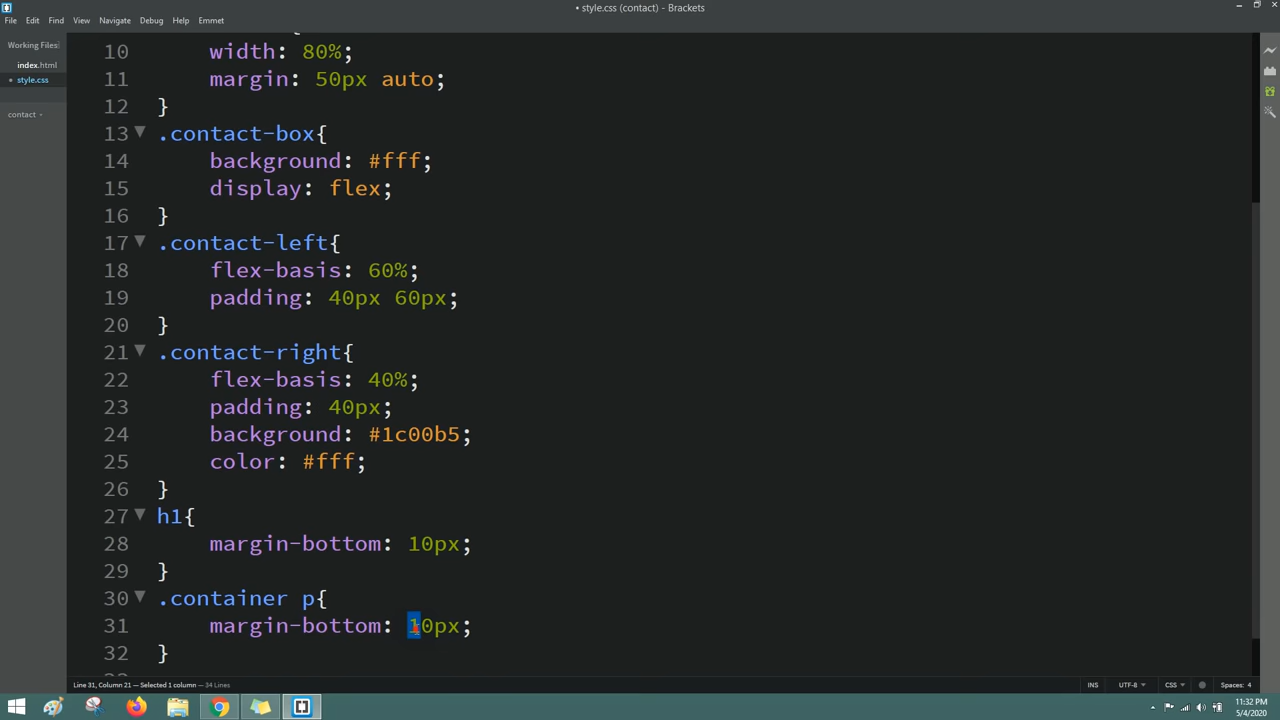 • style.css (contact) - Brackets
File Edit Find View Navigate Debug Help Emmet
Working Files
index.html
• style.css
contact
10 width: 80%;
11 margin: 50px auto;
12 }
13 .contact-box{
14 background: #fff;
15 display: flex;
16 }
17 .contact-left{
18 flex-basis: 60%;
19 padding: 40px 60px;
20 }
21 .contact-right{
22 flex-basis: 40%;
23 padding: 40px;
24 background: #1c00b5;
25 color: #fff;
26 }
27 h1{
28 margin-bottom: 10px;
29 }
30 .container p{
31 margin-bottom: 10px;
32 }
Line 31, Column 21 — Selected 1 column — 34 Lines
INS UTF-8 CSS Spaces: 4
11:32 PM
5/4/2020